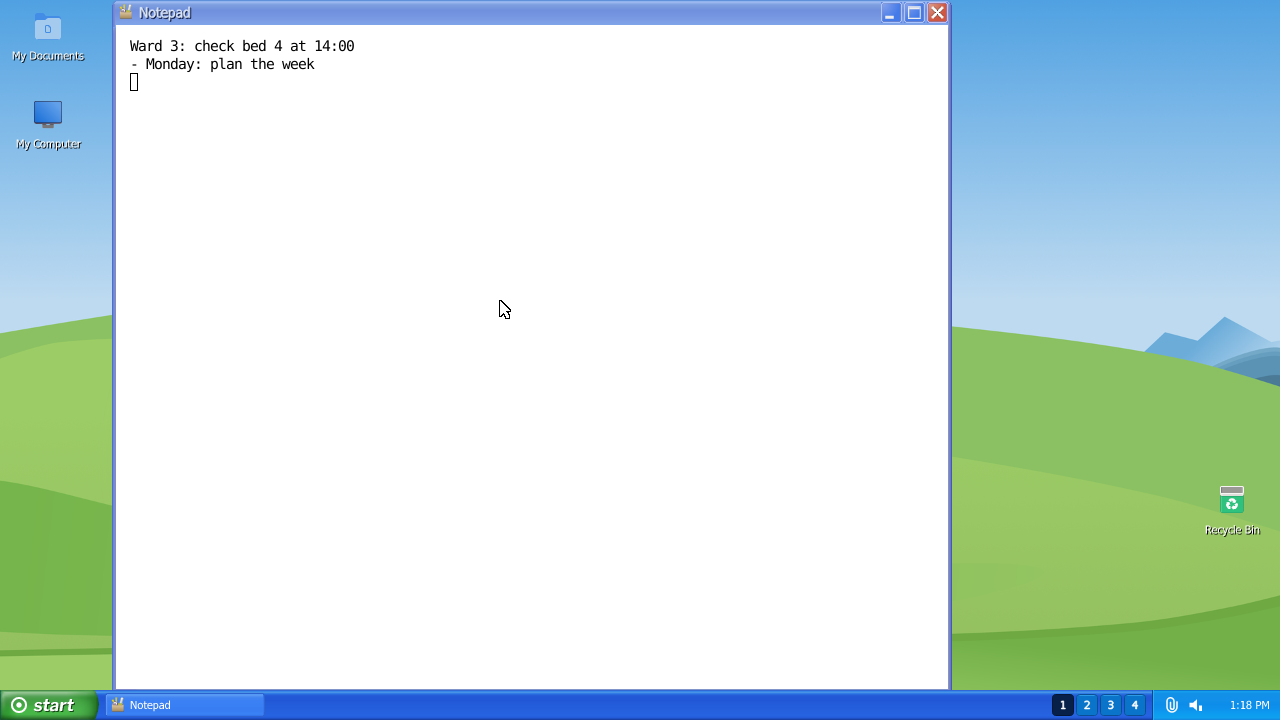 Notepad
Ward 3: check bed 4 at 14:00
- Monday: plan the week
My Documents
My Computer
Recycle Bin
start
Notepad
1 2 3 4
1:18 PM